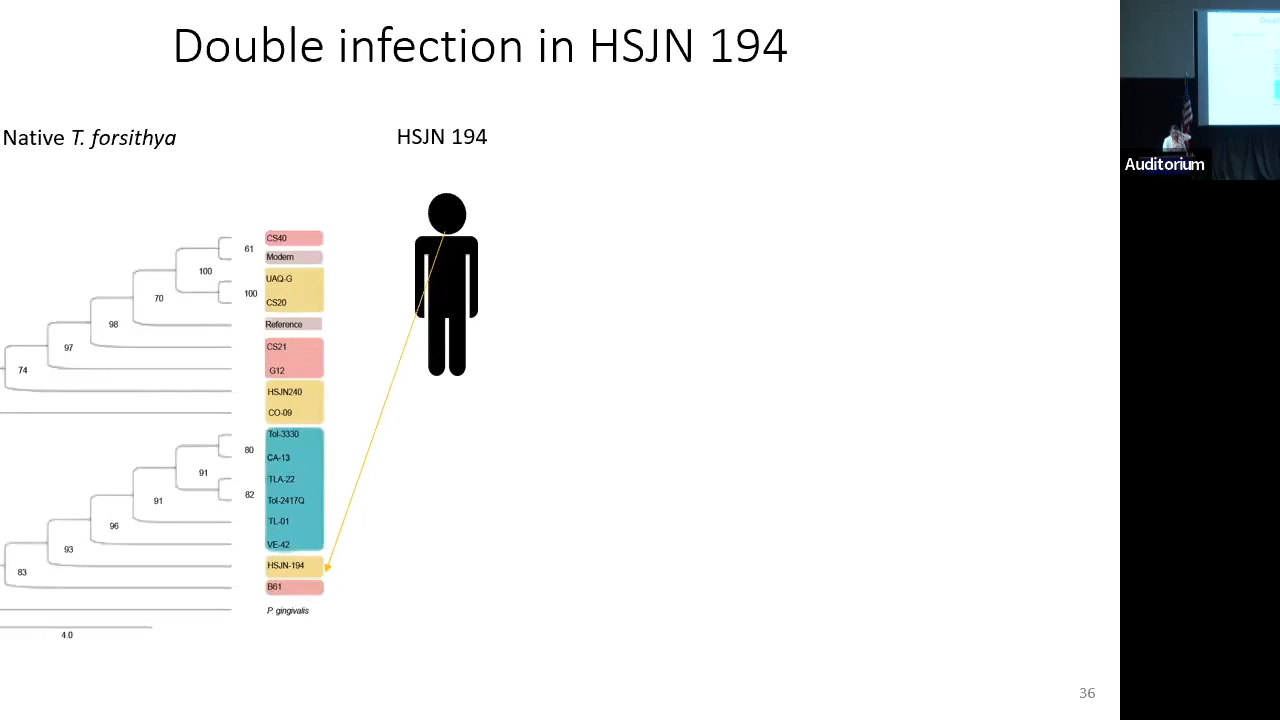 Double infection in HSJN 194
Native T. forsithya
HSJN 194
CS40
61
Modern
100
UAQ-G
70
100
CS20
98
Reference
97
CS21
74
G12
HSJN240
CO-09
Tol-3330
80
CA-13
91
TLA-22
91
82
Tol-2417Q
96
TL-01
93
VE-42
83
HSJN-194
B61
P. gingivalis
4.0
36
Auditorium